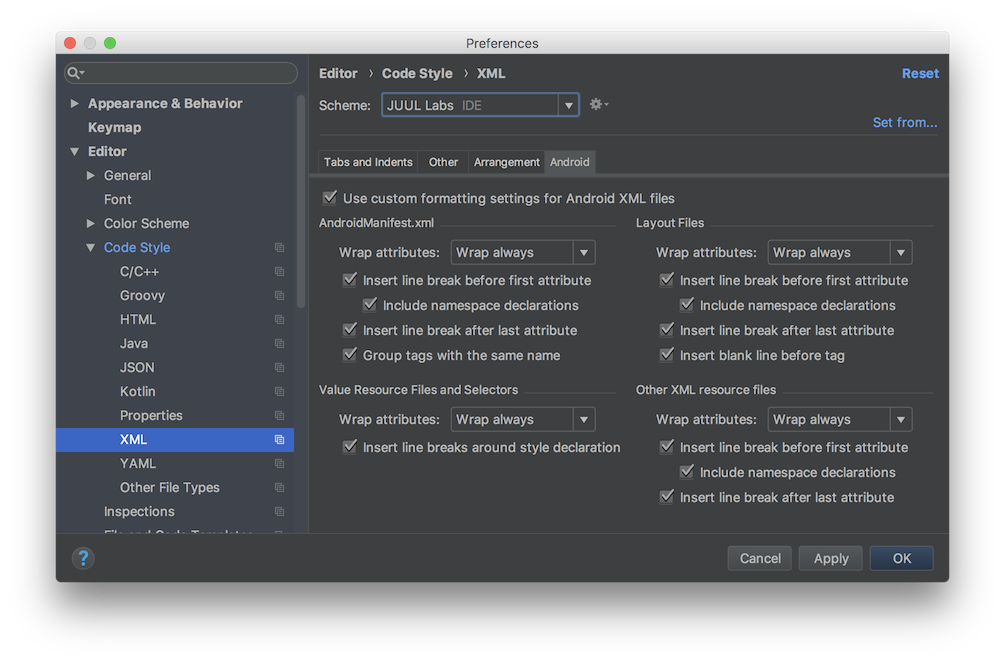 Preferences
Appearance & Behavior
Keymap
Editor
General
Font
Color Scheme
Code Style
C/C++
Groovy
HTML
Java
JSON
Kotlin
Properties
XML
YAML
Other File Types
Inspections
File and Code Templates
Editor › Code Style › XML
Reset
Scheme: JUUL Labs IDE
Set from...
Tabs and Indents Other Arrangement Android
Use custom formatting settings for Android XML files
AndroidManifest.xml
Wrap attributes: Wrap always
Insert line break before first attribute
Include namespace declarations
Insert line break after last attribute
Group tags with the same name
Layout Files
Wrap attributes: Wrap always
Insert line break before first attribute
Include namespace declarations
Insert line break after last attribute
Insert blank line before tag
Value Resource Files and Selectors
Wrap attributes: Wrap always
Insert line breaks around style declaration
Other XML resource files
Wrap attributes: Wrap always
Insert line break before first attribute
Include namespace declarations
Insert line break after last attribute
?
Cancel Apply OK